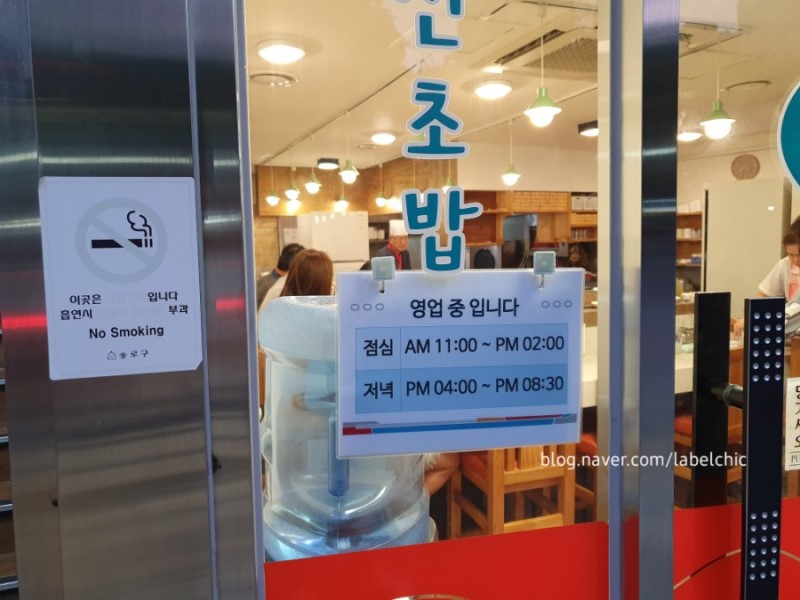 초밥
이곳은 입니다
흡연시 부과
No Smoking
종로구
영업 중 입니다
점심 AM 11:00 ~ PM 02:00
저녁 PM 04:00 ~ PM 08:30
blog.naver.com/labelchic